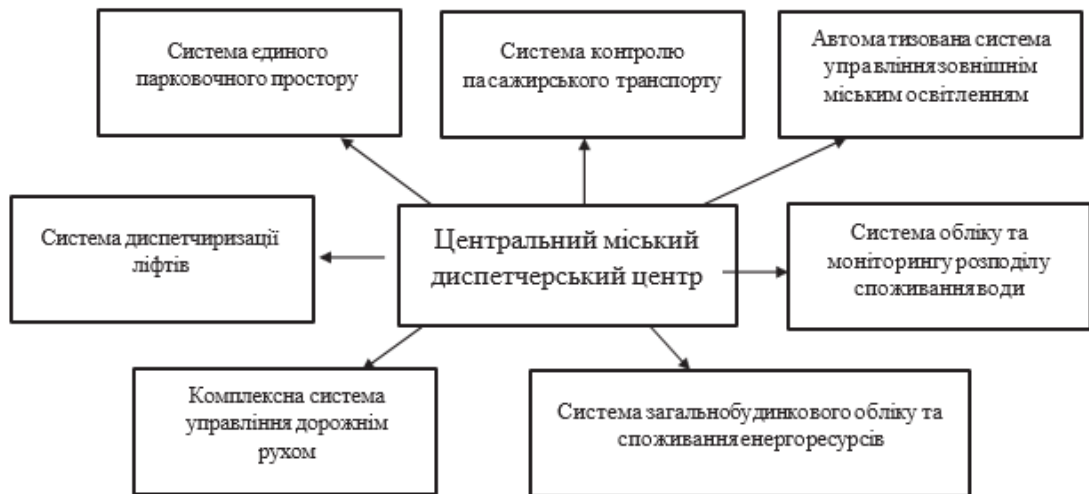 Система єдиного
парковочного простору
Система контролю
пасажирського транспорту
Автоматизована система
управління зовнішнім
міським освітленням
Система диспетчиризації
ліфтів
Центральний міський
диспетчерський центр
Система обліку та
моніторингу розподілу
споживання води
Комплексна система
управління дорожнім
рухом
Система загальнобудинкового обліку та
споживання енергоресурсів